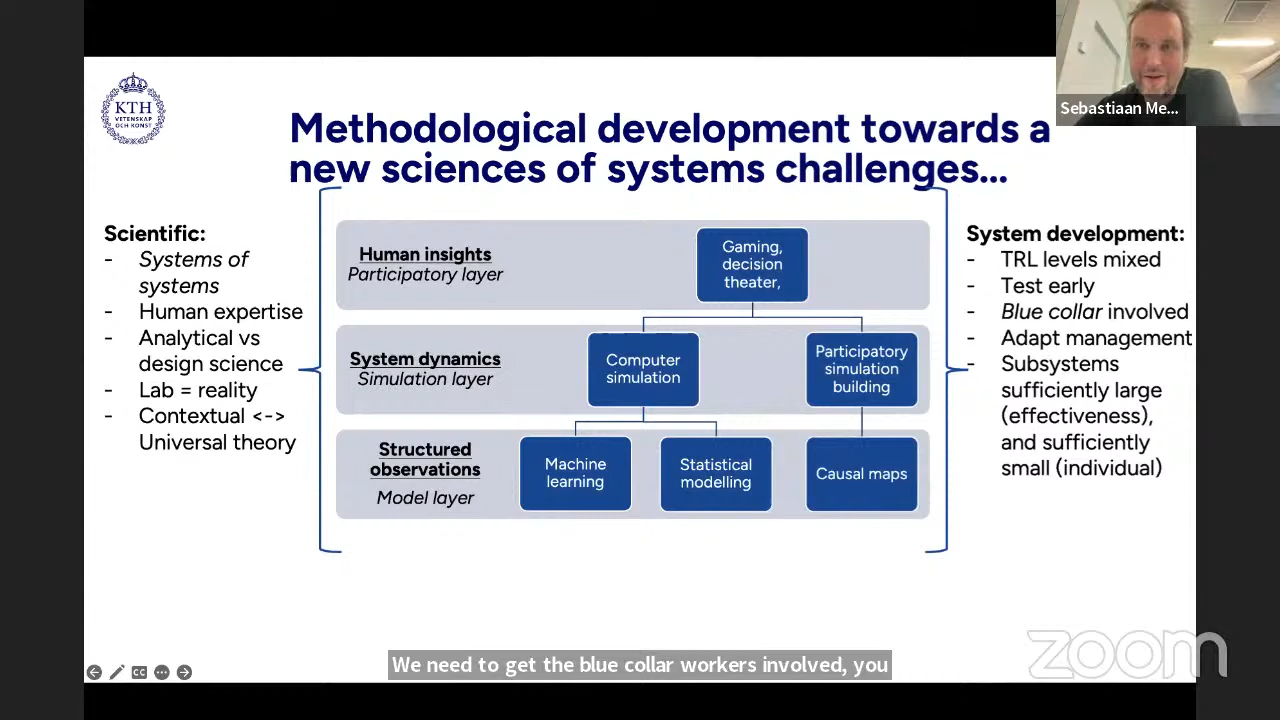 Sebastiaan Me...
KTH
VETENSKAP
OCH KONST
Methodological development towards a
new sciences of systems challenges...
Scientific:
- Systems of
systems
- Human expertise
- Analytical vs
design science
- Lab = reality
- Contextual <->
Universal theory
Human insights
Participatory layer
Gaming,
decision
theater,
System dynamics
Simulation layer
Computer
simulation
Participatory
simulation
building
Structured
observations
Model layer
Machine
learning
Statistical
modelling
Causal maps
System development:
- TRL levels mixed
- Test early
- Blue collar involved
- Adapt management
- Subsystems
sufficiently large
(effectiveness),
and sufficiently
small (individual)
CC
We need to get the blue collar workers involved, you
zoom